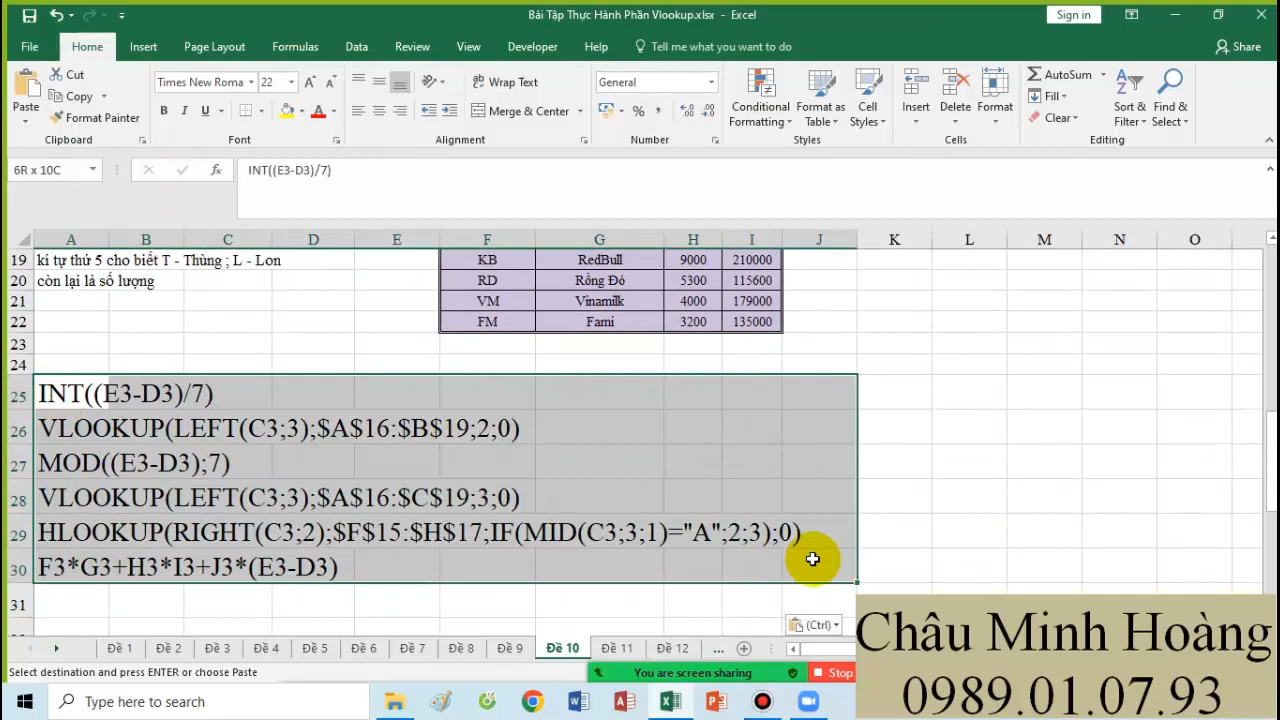 Bài Tập Thực Hành Phần Vlookup.xlsx - Excel
Sign in
File Home Insert Page Layout Formulas Data Review View Developer Help Tell me what you want to do Share
Paste
Cut
Copy
Format Painter
Clipboard
Times New Roma 22
B I U
Font
Wrap Text
Merge & Center
Alignment
General
% ,
Number
Conditional Formatting
Format as Table
Cell Styles
Styles
Insert Delete Format
Cells
AutoSum
Fill
Clear
Sort & Filter
Find & Select
Editing
6R x 10C fx INT((E3-D3)/7)
A B C D E F G H I J K L M N O
19 kí tự thứ 5 cho biết T - Thùng ; L - Lon KB RedBull 9000 210000
20 còn lại là số lượng RD Rồng Đỏ 5300 115600
21 VM Vinamilk 4000 179000
22 FM Fami 3200 135000
23
24
25 INT((E3-D3)/7)
26 VLOOKUP(LEFT(C3;3);$A$16:$B$19;2;0)
27 MOD((E3-D3);7)
28 VLOOKUP(LEFT(C3;3);$A$16:$C$19;3;0)
29 HLOOKUP(RIGHT(C3;2);$F$15:$H$17;IF(MID(C3;3;1)="A";2;3);0)
30 F3*G3+H3*I3+J3*(E3-D3)
31
(Ctrl)
Đề 1 Đề 2 Đề 3 Đề 4 Đề 5 Đề 6 Đề 7 Đề 8 Đề 9 Đề 10 Đề 11 Đề 12 ...
Select destination and press ENTER or choose Paste
You are screen sharing
Stop
Type here to search
Châu Minh Hoàng
0989.01.07.93